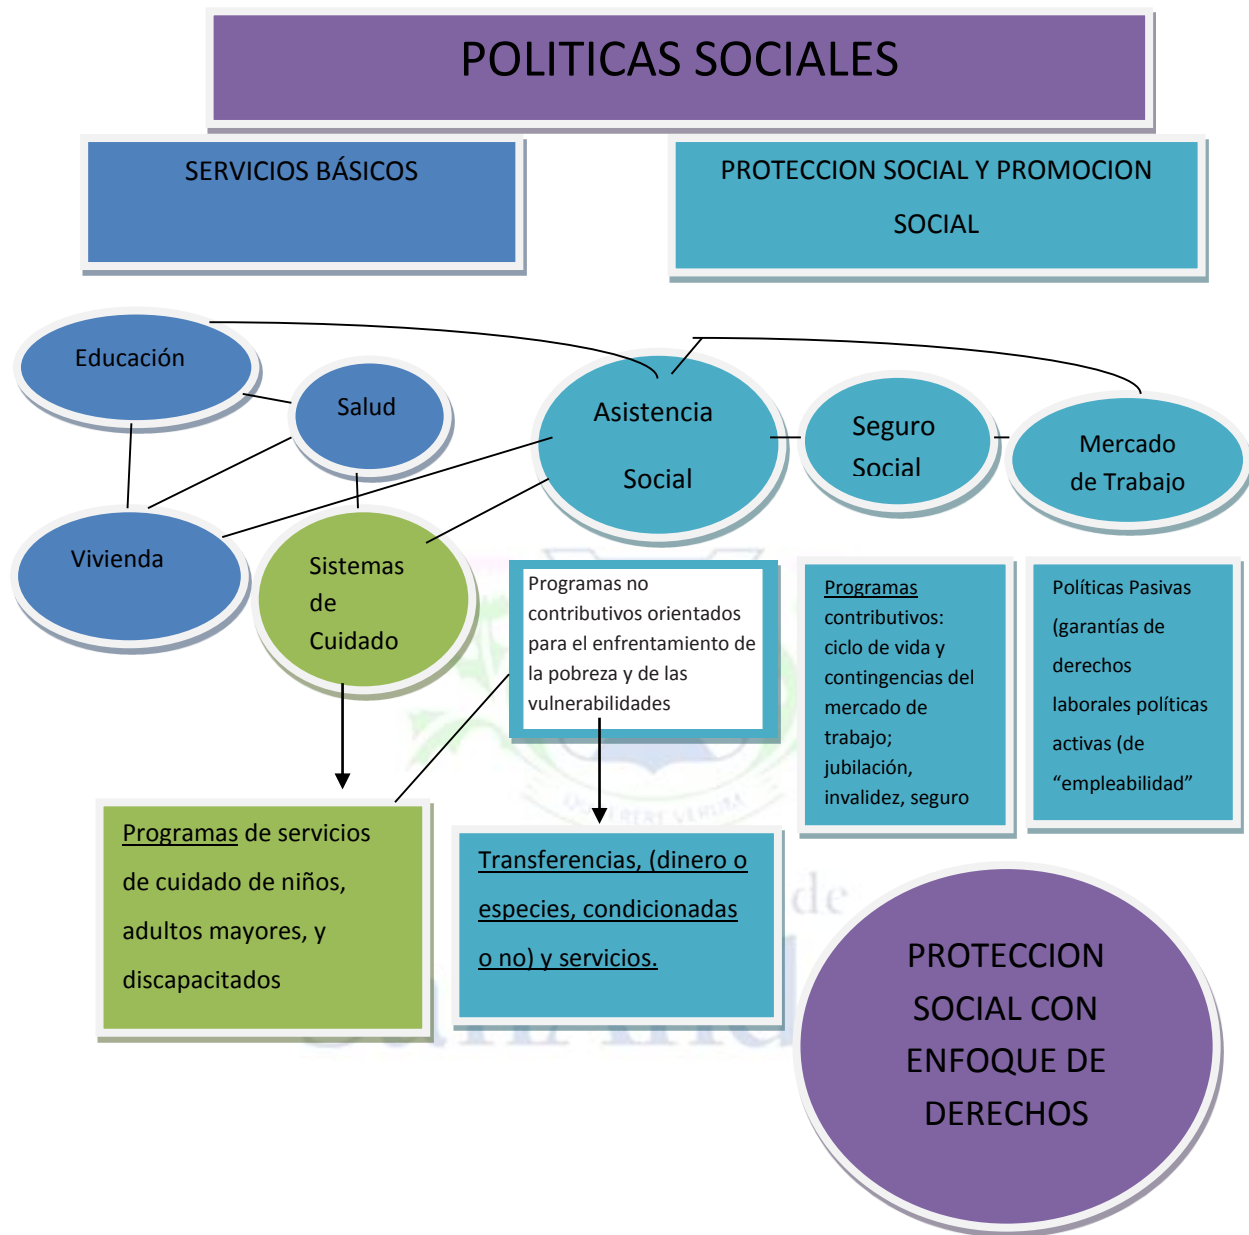 POLITICAS SOCIALES
SERVICIOS BÁSICOS
PROTECCION SOCIAL Y PROMOCION
SOCIAL
Educación
Salud
Asistencia
Social
Seguro
Social
Mercado
de Trabajo
Vivienda
Sistemas
de
Cuidado
Programas no
contributivos orientados
para el enfrentamiento de
la pobreza y de las
vulnerabilidades
Programas
contributivos:
ciclo de vida y
contingencias del
mercado de
trabajo;
jubilación,
invalidez, seguro
Políticas Pasivas
(garantías de
derechos
laborales políticas
activas (de
“empleabilidad”
Programas de servicios
de cuidado de niños,
adultos mayores, y
discapacitados
Transferencias, (dinero o
especies, condicionadas
o no) y servicios.
PROTECCION
SOCIAL CON
ENFOQUE DE
DERECHOS
QUAERERE VERUM
de